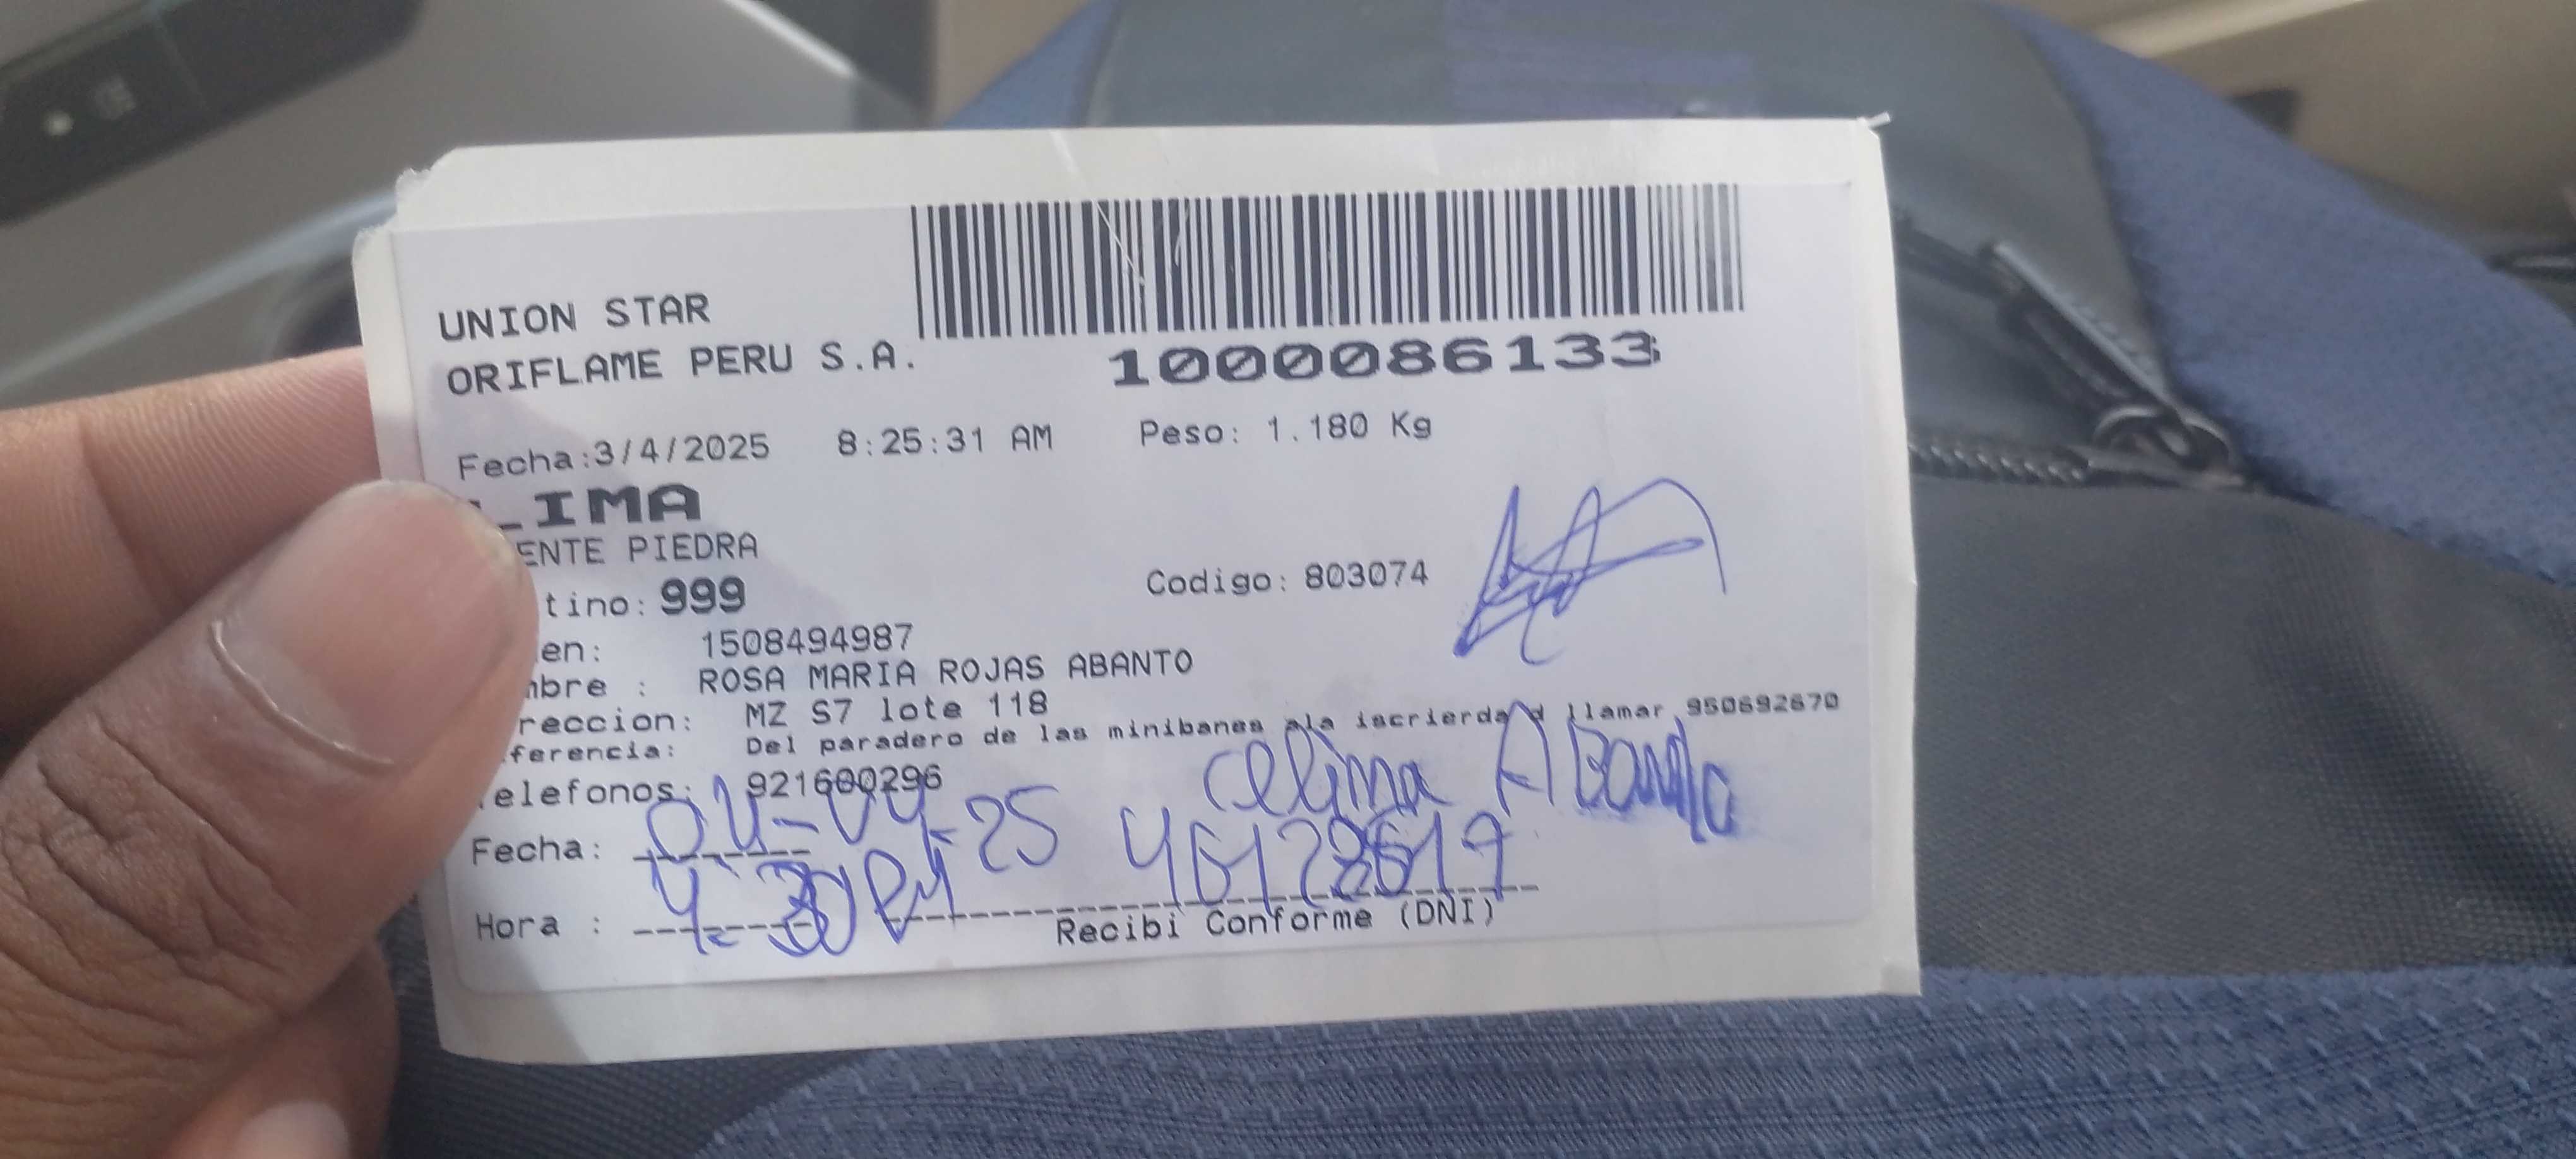 UNION STAR
ORIFLAME PERU S.A.
1000086133
Fecha:3/4/2025 8:25:31 AM Peso: 1.180 Kg
LIMA
ENTE PIEDRA
tino: 999 Codigo: 803074
en: 1508494987
mbre : ROSA MARIA ROJAS ABANTO
reccion: MZ S7 lote 118
ferencia: Del paradero de las minibanes ala iscrierda d llamar 950692670
Telefonos: 921600296
Celima ABanto
Fecha: 04-04-25
Hora : 4:30 PM
Recibi Conforme (DNI)